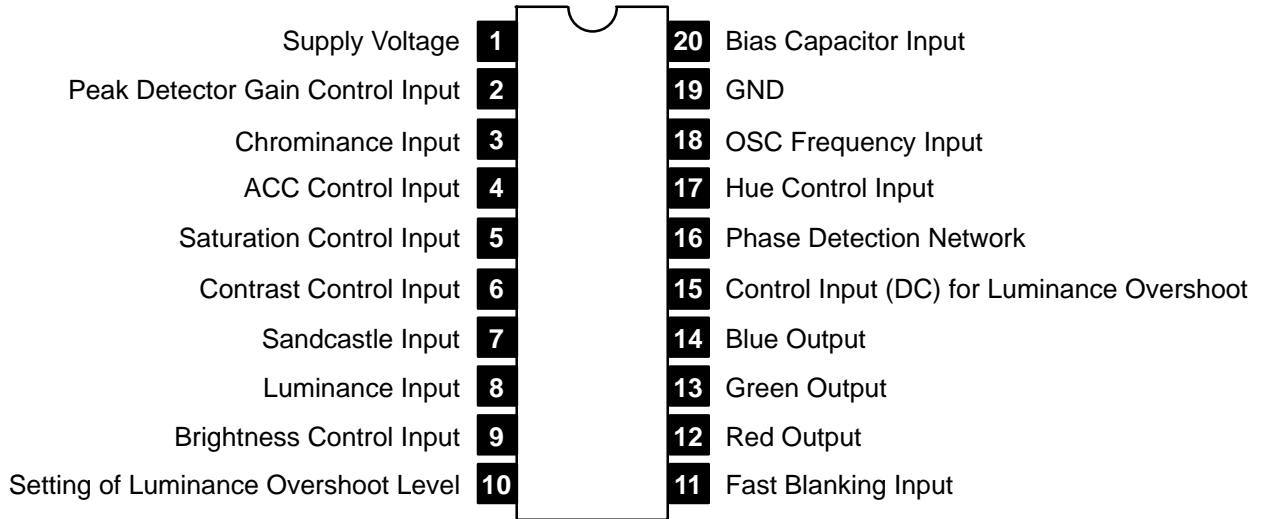 Supply Voltage 1 20 Bias Capacitor Input
Peak Detector Gain Control Input 2 19 GND
Chrominance Input 3 18 OSC Frequency Input
ACC Control Input 4 17 Hue Control Input
Saturation Control Input 5 16 Phase Detection Network
Contrast Control Input 6 15 Control Input (DC) for Luminance Overshoot
Sandcastle Input 7 14 Blue Output
Luminance Input 8 13 Green Output
Brightness Control Input 9 12 Red Output
Setting of Luminance Overshoot Level 10 11 Fast Blanking Input